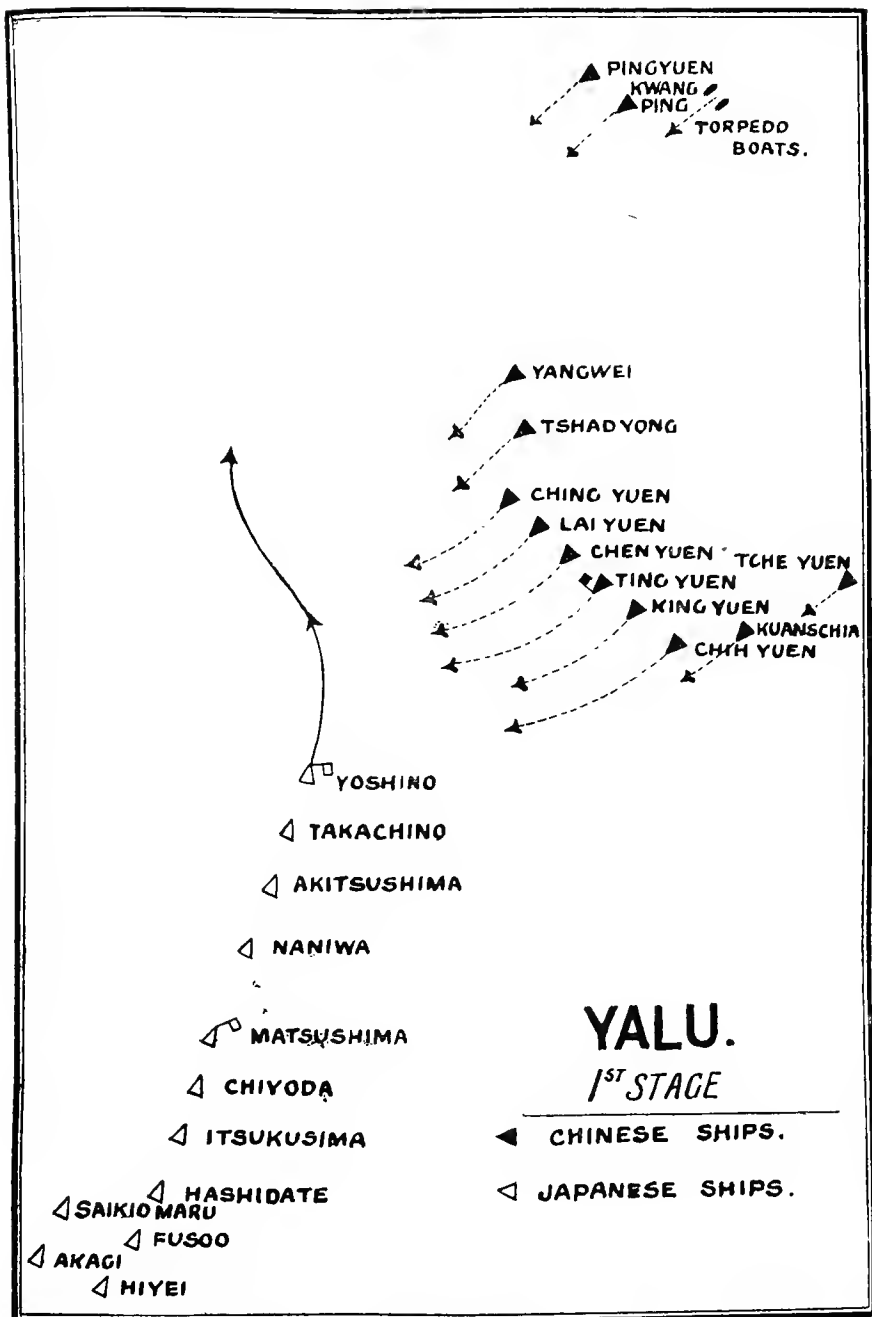 PINGYUEN
KWANG
PING
TORPEDO
BOATS.
YANGWEI
TSHADYONG
CHING YUEN
LAI YUEN
CHEN YUEN
TCHE YUEN
TING YUEN
KING YUEN
KUANSCHIA
CHIH YUEN
YOSHINO
TAKACHINO
AKITSUSHIMA
NANIWA
MATSUSHIMA
CHIYODA
ITSUKUSIMA
HASHIDATE
SAIKIO MARU
FUSOO
AKAGI
HIYEI
YALU.
1ST STAGE
CHINESE SHIPS.
JAPANESE SHIPS.